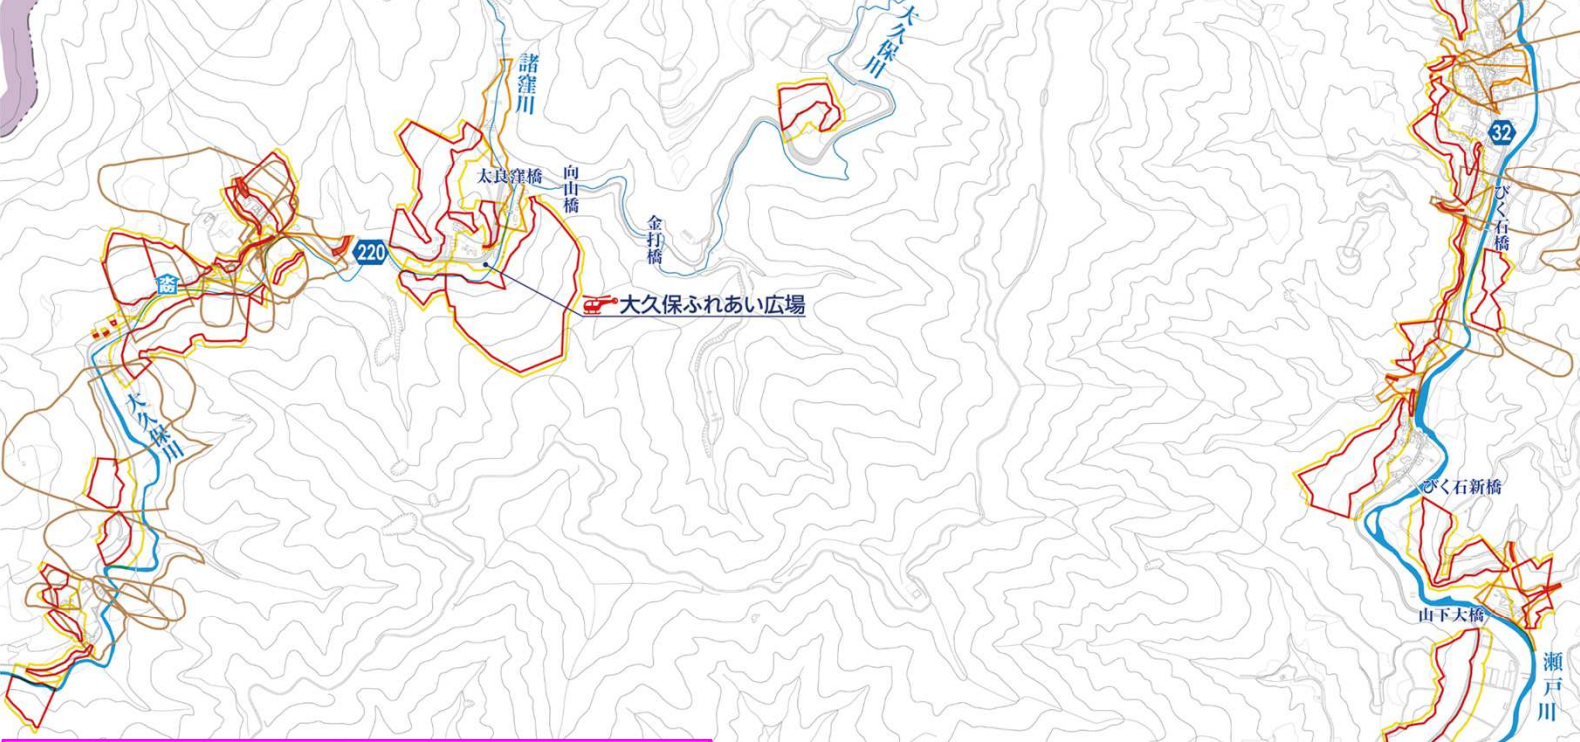 大久保川
諸窪川
32
太良窪橋
向山橋
びく石橋
金打橋
220
大久保ふれあい広場
大久保川
びく石新橋
山下大橋
瀬戸川